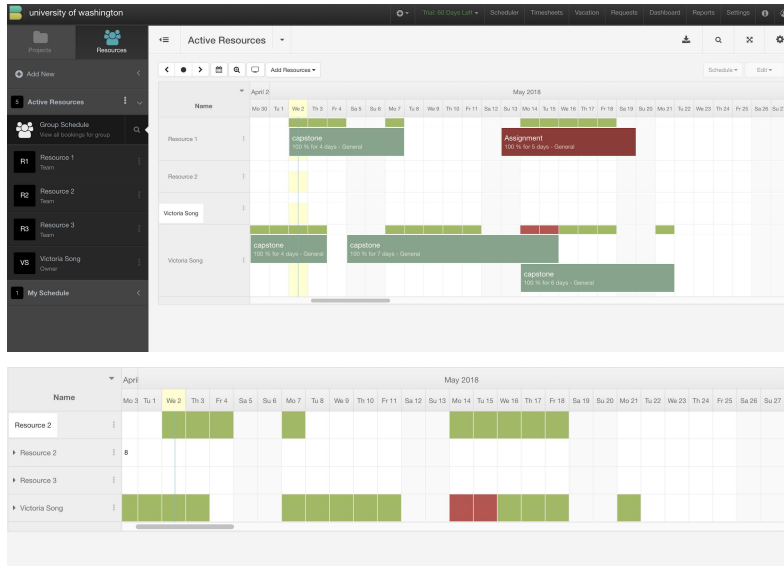 university of washington
Trial: 60 Days Left
Scheduler
Timesheets
Vacation
Requests
Dashboard
Reports
Settings
Projects
Resources
Active Resources
Add New
Add Resources
Schedule
Edit
5 Active Resources
Group Schedule
View all bookings for group
R1 Resource 1
Team
R2 Resource 2
Team
R3 Resource 3
Team
VS Victoria Song
Owner
1 My Schedule
Name
April 2
May 2018
Mo 30 Tu 1 We 2 Th 3 Fr 4 Sa 5 Su 6 Mo 7 Tu 8 We 9 Th 10 Fr 11 Sa 12 Su 13 Mo 14 Tu 15 We 16 Th 17 Fr 18 Sa 19 Su 20 Mo 21 Tu 22 We 23 Th 24 Fr 25 Sa 26 Su 27
Resource 1
capstone
100 % for 4 days - General
Assignment
100 % for 5 days - General
Resource 2
Victoria Song
Victoria Song
capstone
100 % for 4 days - General
capstone
100 % for 7 days - General
capstone
100 % for 6 days - General
Name
April
May 2018
Mo 3 Tu 1 We 2 Th 3 Fr 4 Sa 5 Su 6 Mo 7 Tu 8 We 9 Th 10 Fr 11 Sa 12 Su 13 Mo 14 Tu 15 We 16 Th 17 Fr 18 Sa 19 Su 20 Mo 21 Tu 22 We 23 Th 24 Fr 25 Sa 26 Su 27
Resource 2
Resource 2
8
Resource 3
Victoria Song